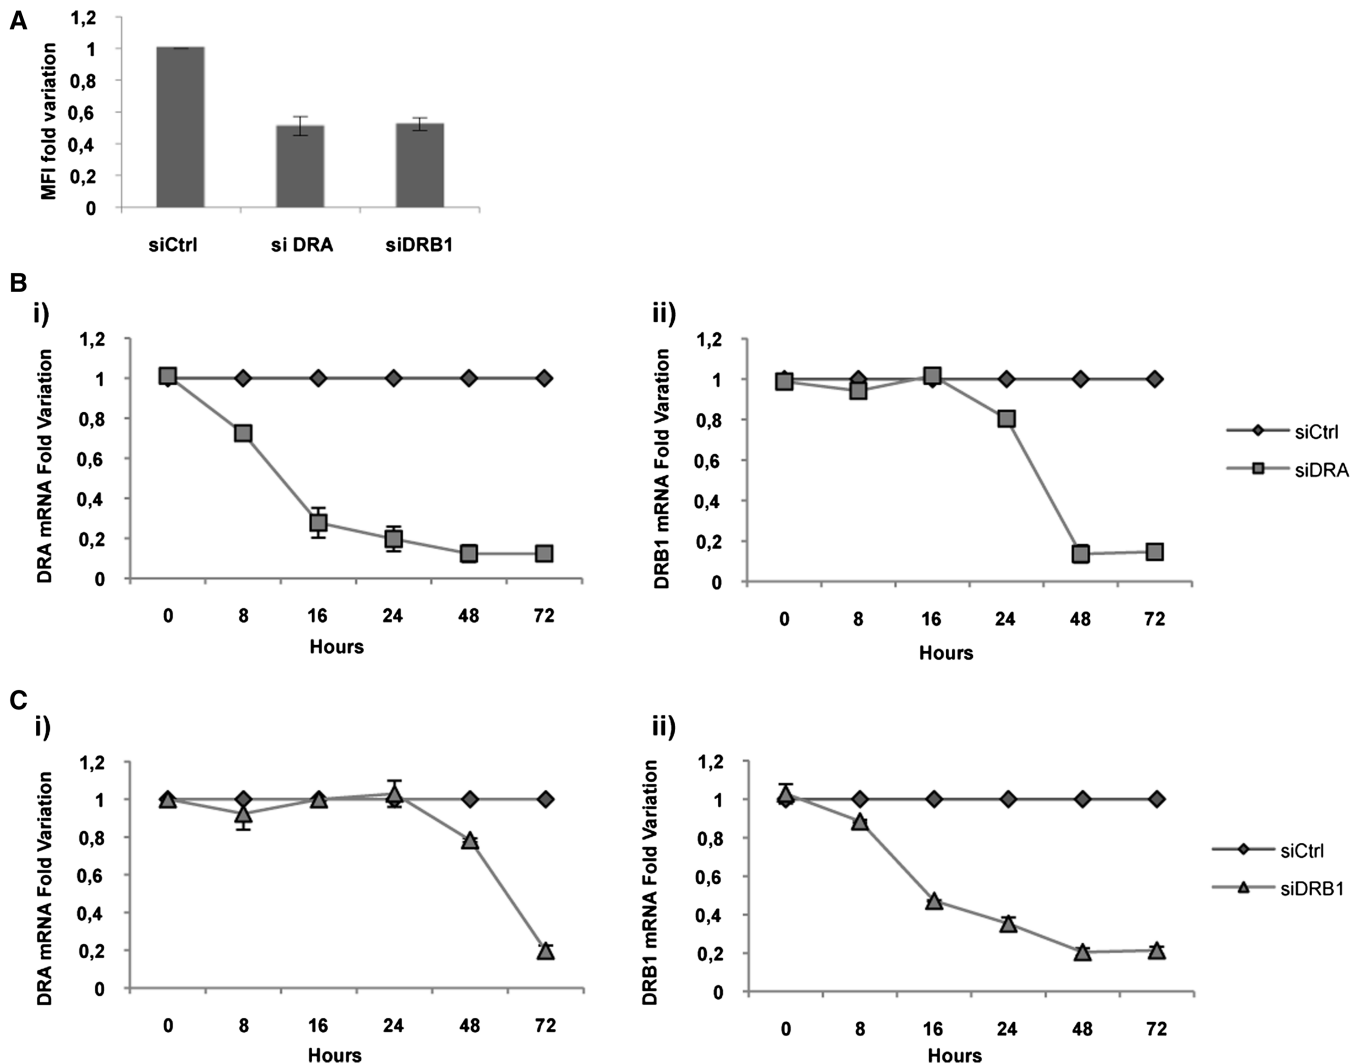 A
MFI fold variation
1,2
1
0,8
0,6
0,4
0,2
0
siCtrl si DRA siDRB1
B
i)
DRA mRNA Fold Variation
1,2
1
0,8
0,6
0,4
0,2
0
0 8 16 24 48 72
Hours
ii)
DRB1 mRNA Fold Varation
1,2
1
0,8
0,6
0,4
0,2
0
0 8 16 24 48 72
Hours
siCtrl
siDRA
C
i)
DRA mRNA Fold Variation
1,2
1
0,8
0,6
0,4
0,2
0
0 8 16 24 48 72
Hours
ii)
DRB1 mRNA Fold Variation
1,2
1
0,8
0,6
0,4
0,2
0
0 8 16 24 48 72
Hours
siCtrl
siDRB1